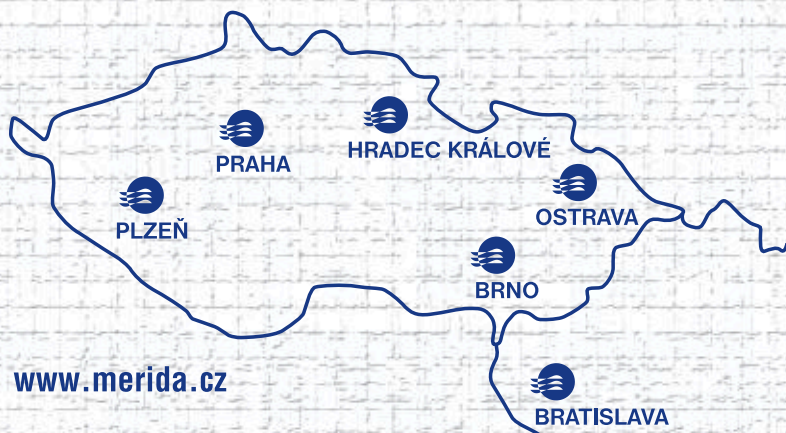 PRAHA
HRADEC KRÁLOVÉ
PLZEŇ
OSTRAVA
BRNO
www.merida.cz
BRATISLAVA